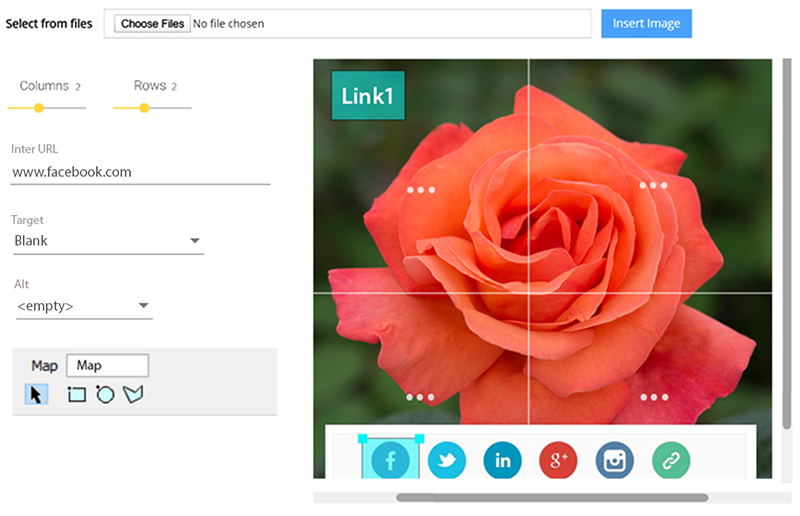 Select from files Choose Files No file chosen Insert Image
Columns 2 Rows 2
Link1
Inter URL
www.facebook.com
Target
Blank
Alt
<empty>
Map Map
f in g+